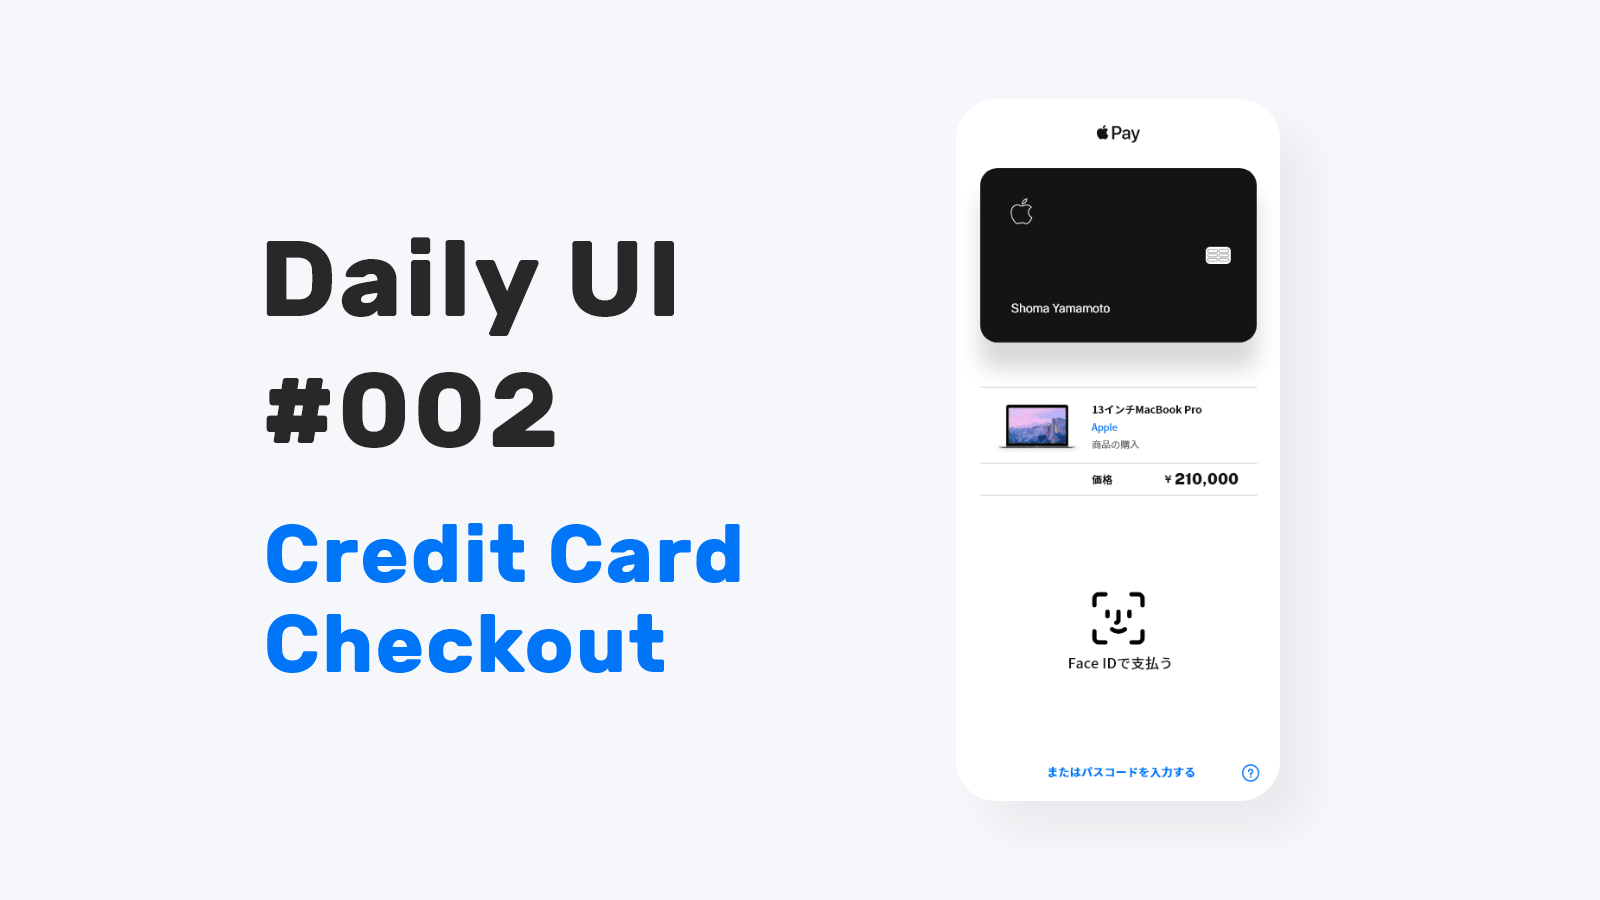 Daily UI
#002
Credit Card
Checkout
Pay
Shoma Yamamoto
13インチMacBook Pro
Apple
商品の購入
価格 ¥ 210,000
Face IDで支払う
またはパスコードを入力する ?